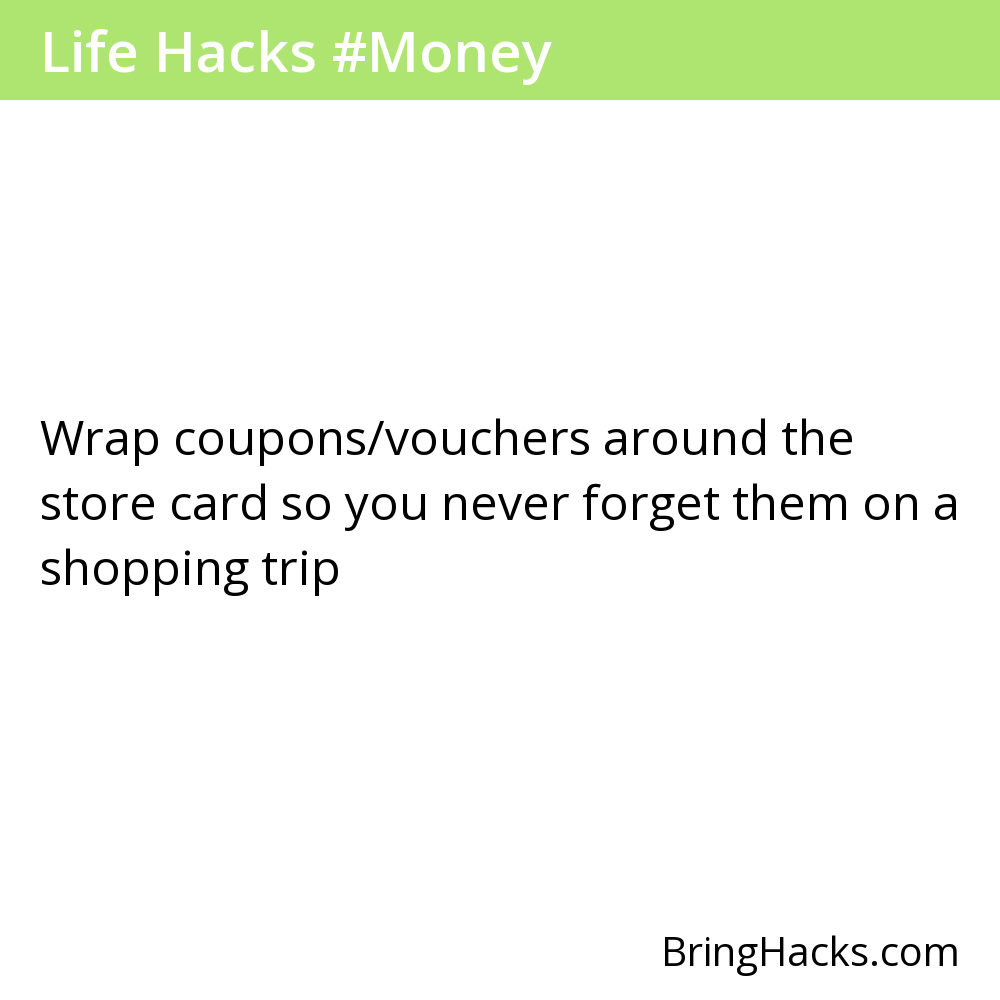 Life Hacks #Money
Wrap coupons/vouchers around the
store card so you never forget them on a
shopping trip
BringHacks.com